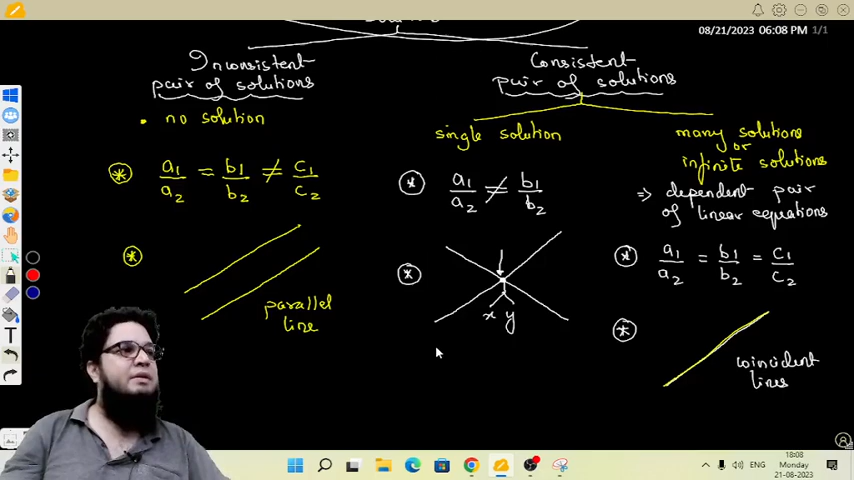 08/21/2023 06:08 PM 1/1
Inconsistent
pair of solutions
Consistent
pair of solutions
• no solution
single solution
many solutions
or
infinite solutions
a1/a2 = b1/b2 ≠ c1/c2
a1/a2 ≠ b1/b2
⇒ dependent pair
of linear equations
a1/a2 = b1/b2 = c1/c2
parallel
line
x y
coincident
lines
T
ENG
18:08
Monday
21-08-2023